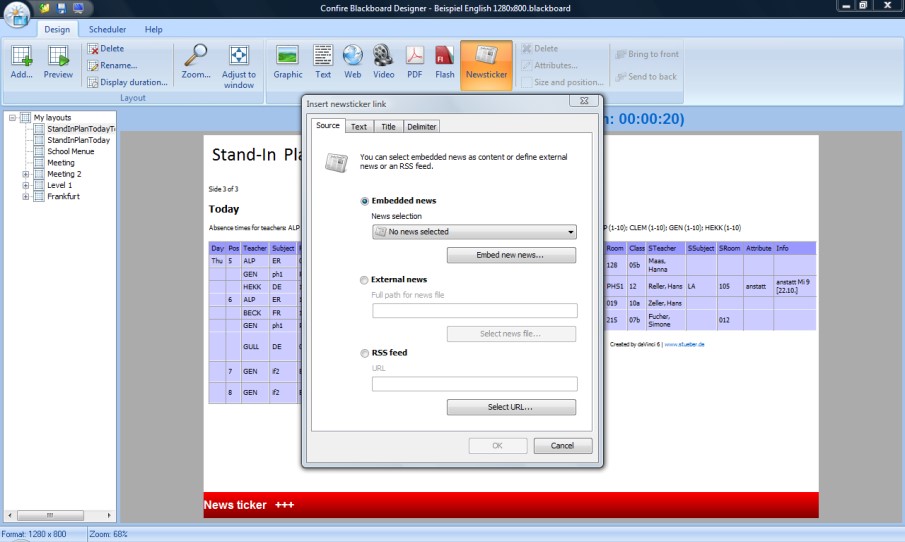 Confire Blackboard Designer - Beispiel English 1280x800.blackboard
Design Scheduler Help
Add... Preview Delete Rename... Display duration... Zoom... Adjust to window
Graphic Text Web Video PDF Flash Newsticker
Delete Attributes... Size and position... Bring to front Send to back
Layout
My layouts
StandInPlanTodayT
StandInPlanToday
School Menue
Meeting
Meeting 2
Level 1
Frankfurt
n: 00:00:20)
Stand-In Pla
Side 3 of 3
Today
Absence times for teachers: ALP
P (1-10); CLEM (1-10); GEN (1-10); HEKK (1-10)
Day Pos Teacher Subject
Thu 5 ALP ER
GEN ph1
HEKK DE
6 ALP ER
BECK FR
GEN ph1
GULL DE
7 GEN if2
8 GEN if2
Room Class STeacher SSubject SRoom Attribute Info
128 05b Maas, Hanna
PHS1 12 Reller, Hans LA 105 anstatt anstatt Mi 9 [22.10.]
019 10a Zeller, Hans
215 07b Fucher, Simone 012
Created by daVinci 6 | www.stueber.de
Insert newsticker link
Source Text Title Delimiter
You can select embedded news as content or define external
news or an RSS feed.
Embedded news
News selection
No news selected
Embed new news...
External news
Full path for news file
Select news file...
RSS feed
URL
Select URL...
OK Cancel
News ticker +++
Format: 1280 x 800 Zoom: 68%